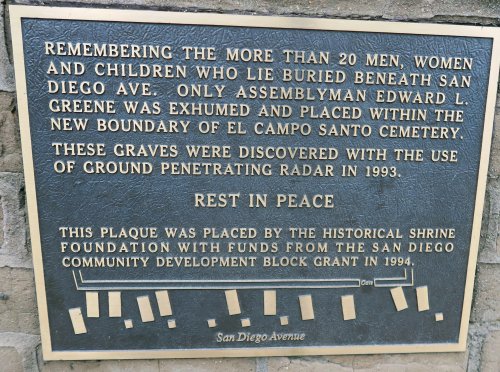 REMEMBERING THE MORE THAN 20 MEN, WOMEN
AND CHILDREN WHO LIE BURIED BENEATH SAN
DIEGO AVE. ONLY ASSEMBLYMAN EDWARD L.
GREENE WAS EXHUMED AND PLACED WITHIN THE
NEW BOUNDARY OF EL CAMPO SANTO CEMETERY.
THESE GRAVES WERE DISCOVERED WITH THE USE
OF GROUND PENETRATING RADAR IN 1993.
REST IN PEACE
THIS PLAQUE WAS PLACED BY THE HISTORICAL SHRINE
FOUNDATION WITH FUNDS FROM THE SAN DIEGO
COMMUNITY DEVELOPMENT BLOCK GRANT IN 1994.
San Diego Avenue